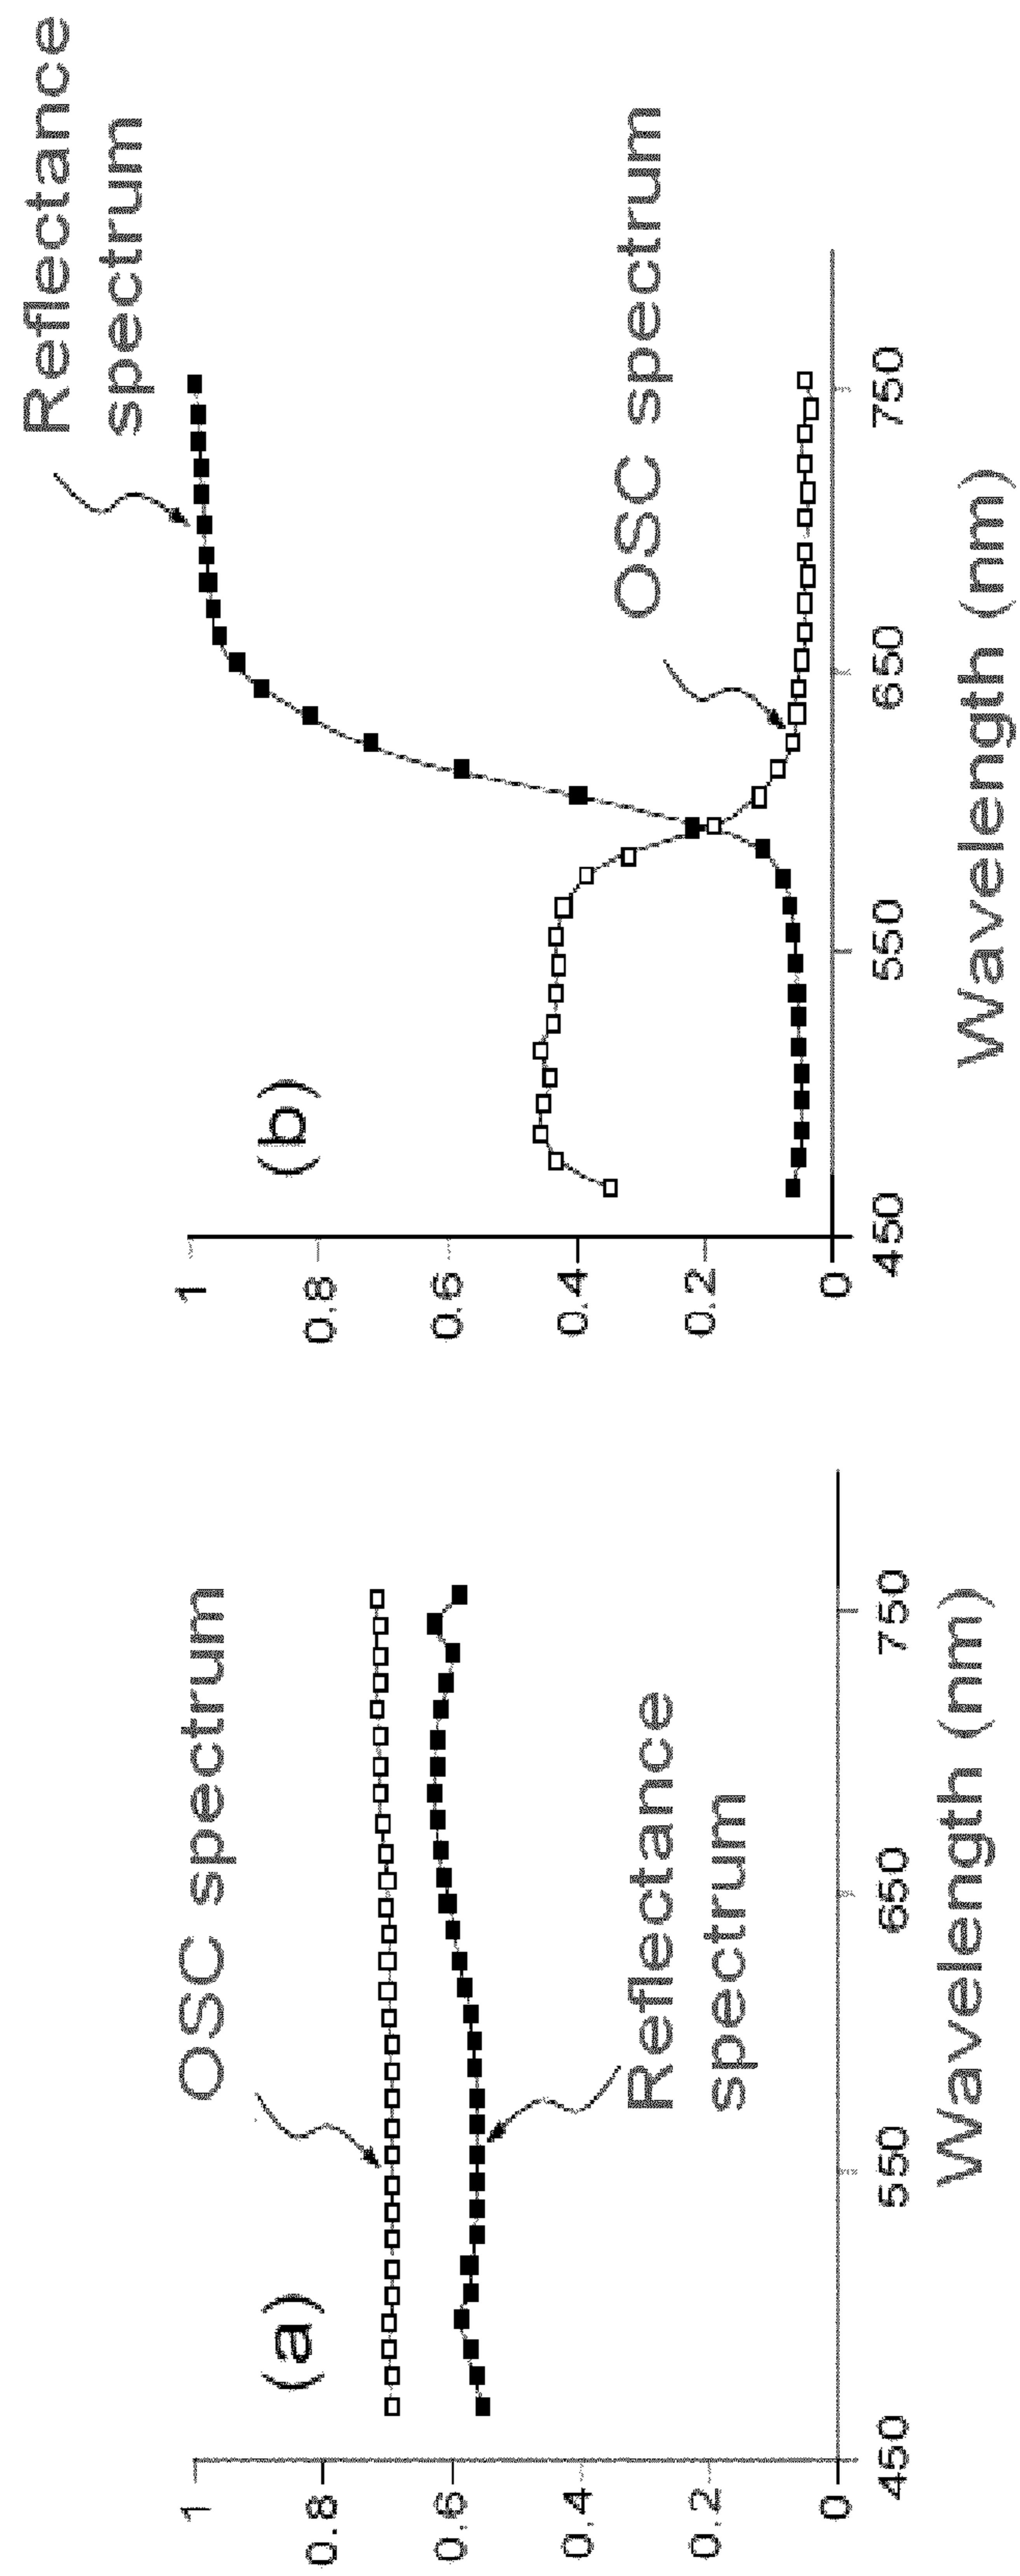 (a)
OSC spectrum
Reflectance
spectrum
1
0.8
0.6
0.4
0.2
0
450
550
650
750
Wavelength (nm)
(b)
Reflectance
spectrum
OSC spectrum
1
0.8
0.6
0.4
0.2
0
450
550
650
750
Wavelength (nm)